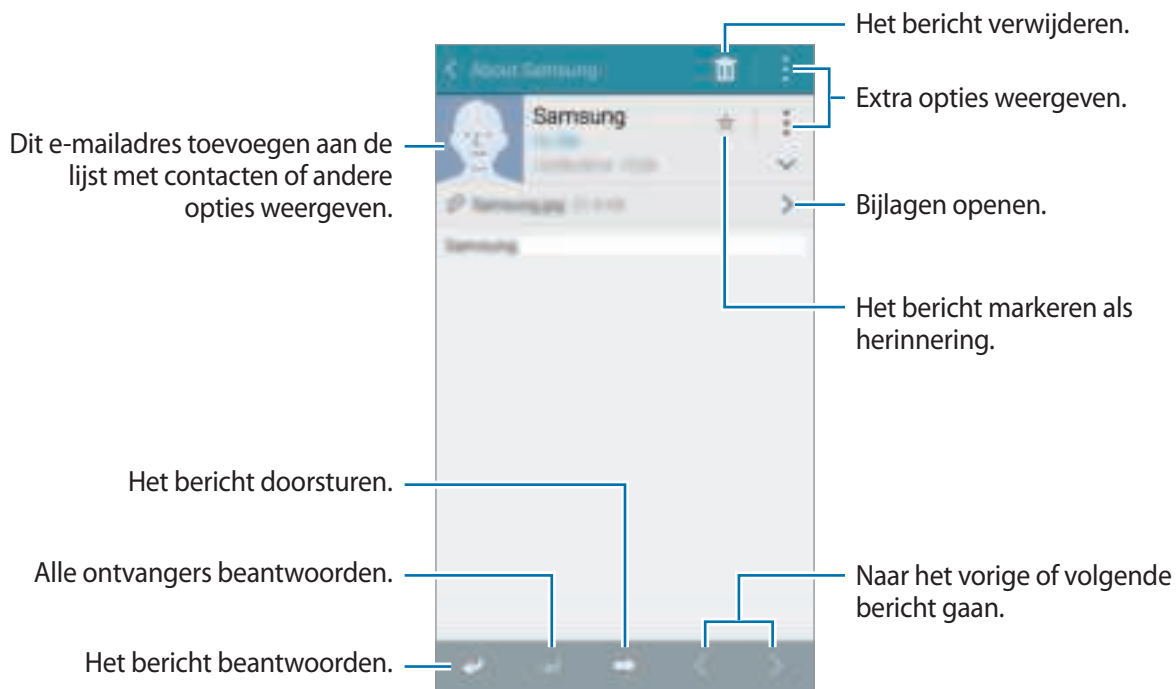 Het bericht verwijderen.
About Samsung
Extra opties weergeven.
Samsung
Dit e-mailadres toevoegen aan de
lijst met contacten of andere
opties weergeven.
Samsung.jpg
Bijlagen openen.
Samsung
Het bericht markeren als
herinnering.
Het bericht doorsturen.
Alle ontvangers beantwoorden.
Naar het vorige of volgende
bericht gaan.
Het bericht beantwoorden.